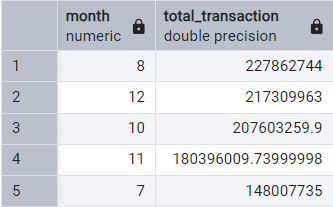 month total_transaction
numeric double precision
1 8 227862744
2 12 217309963
3 10 207603259.9
4 11 180396009.73999998
5 7 148007735